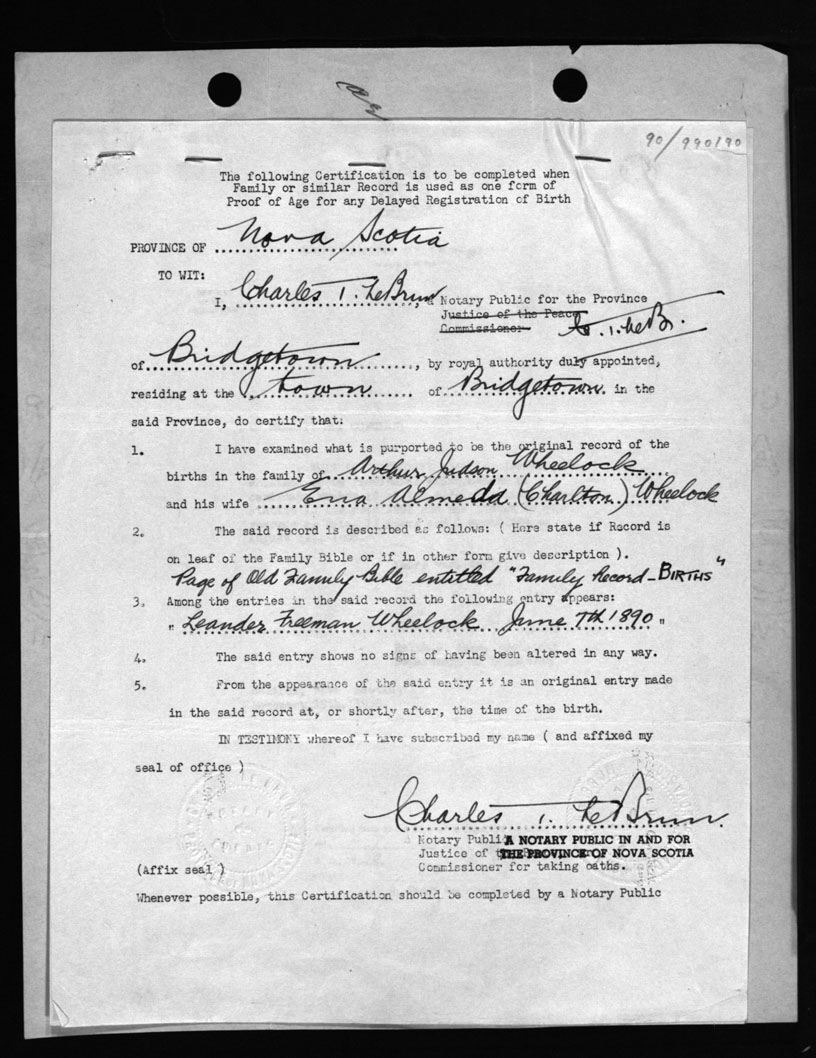 90/990190
The following Certification is to be completed when
Family or similar Record is used as one form of
Proof of Age for any Delayed Registration of Birth
PROVINCE OF Nova Scotia
TO WIT:
I, Charles T. LeBrun, a Notary Public for the Province
Justice of the Peace
Commissioner C. T. LeB.
of Bridgetown, by royal authority duly appointed,
residing at the town of Bridgetown in the
said Province, do certify that:
1. I have examined what is purported to be the original record of the
births in the family of Arthur Judson Wheelock
and his wife Ena Almeda (Charlton) Wheelock
2. The said record is described as follows: ( Here state if Record is
on leaf of the Family Bible or if in other form give description ).
Page of Old Family Bible entitled "Family Record - BIRTHS"
3. Among the entries in the said record the following entry appears:
"Leander Freeman Wheelock June 7th 1890"
4. The said entry shows no signs of having been altered in any way.
5. From the appearance of the said entry it is an original entry made
in the said record at, or shortly after, the time of the birth.
IN TESTIMONY whereof I have subscribed my name ( and affixed my
seal of office )
Charles T. LeBrun.
Notary Publi A NOTARY PUBLIC IN AND FOR
Justice of THE PROVINCE OF NOVA SCOTIA
(Affix seal ) Commissioner for taking oaths.
Whenever possible, this Certification should be completed by a Notary Public